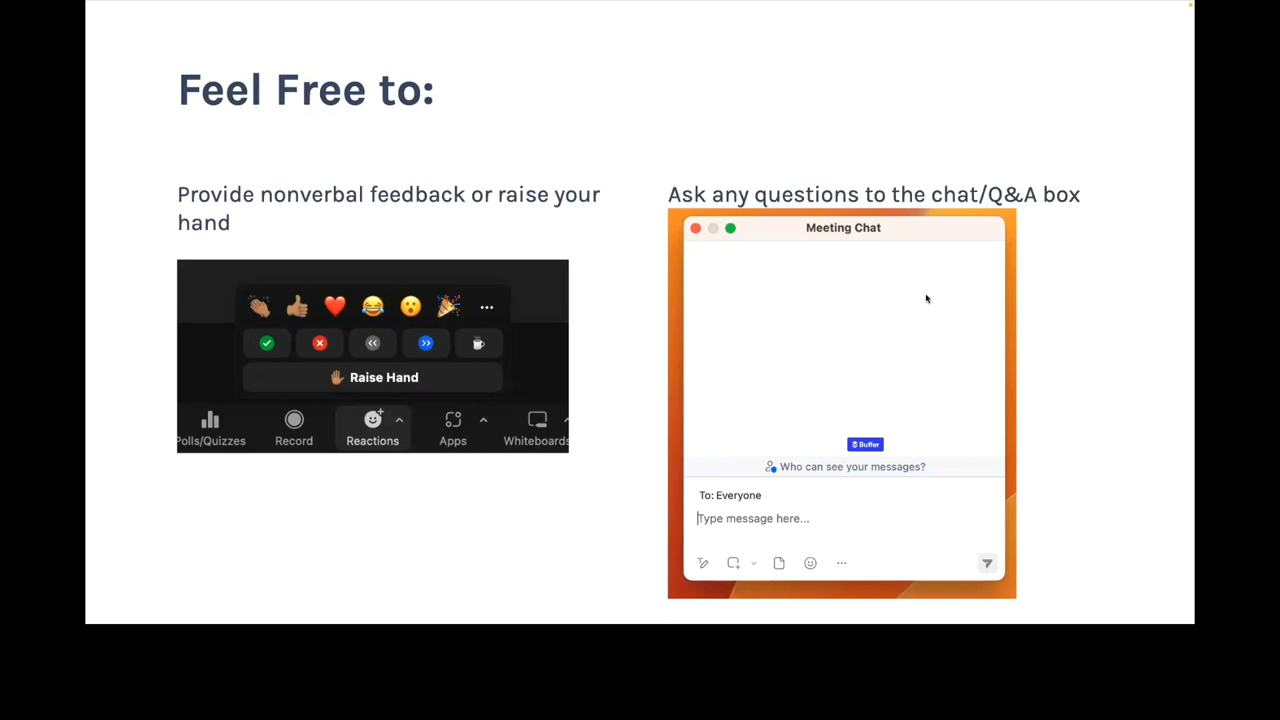 Feel Free to:
Provide nonverbal feedback or raise your
hand
Raise Hand
Polls/Quizzes
Record
Reactions
Apps
Whiteboards
Ask any questions to the chat/Q&A box
Meeting Chat
Buffer
Who can see your messages?
To: Everyone
Type message here...